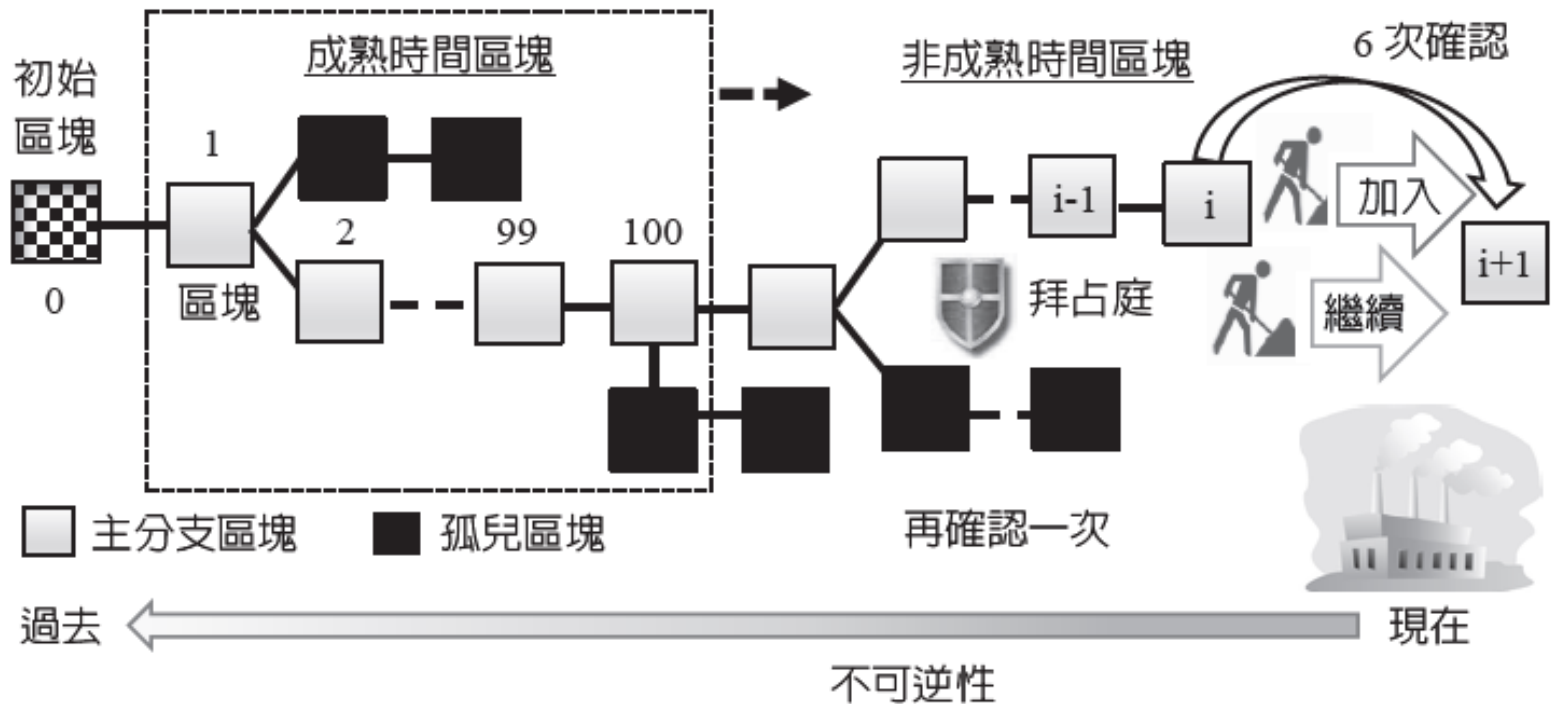 初始
區塊
0
成熟時間區塊
1
區塊
2
99
100
非成熟時間區塊
6 次確認
i-1
i
加入
i+1
拜占庭
繼續
主分支區塊
孤兒區塊
再確認一次
過去
現在
不可逆性